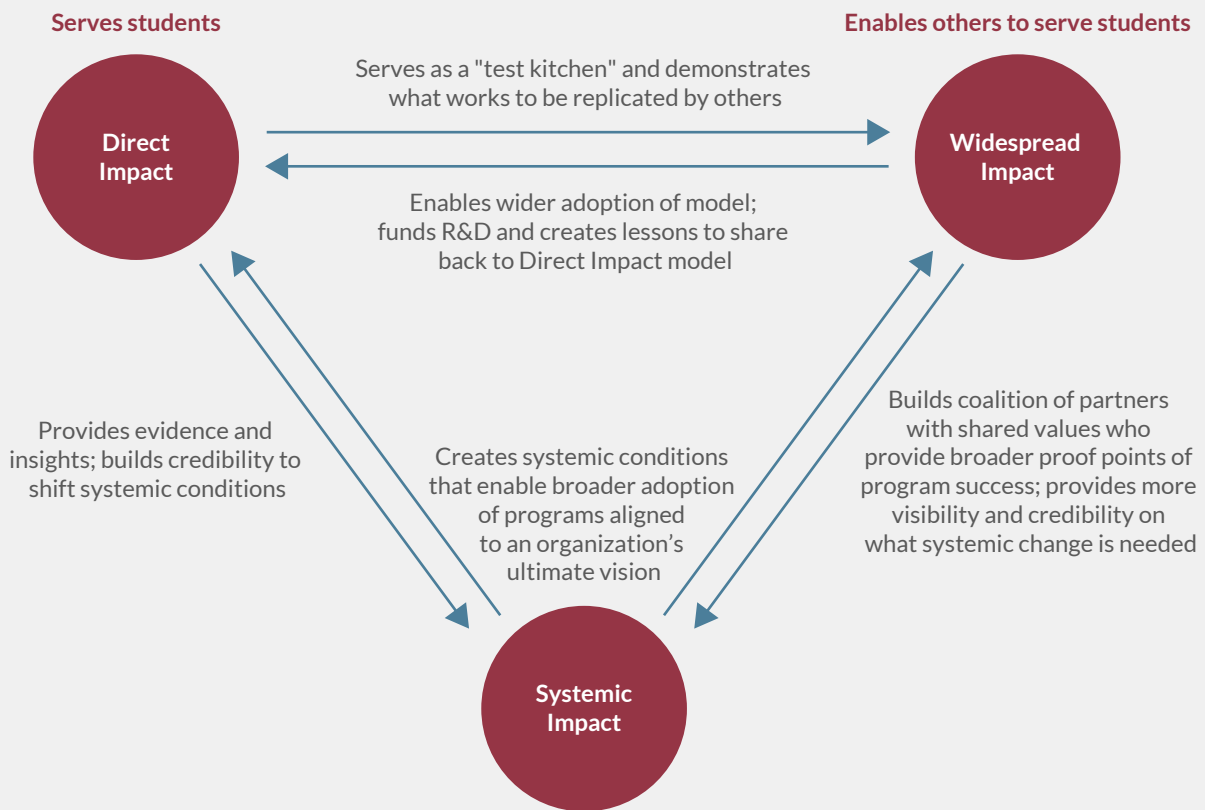 Serves students
Enables others to serve students
Direct
Impact
Serves as a "test kitchen" and demonstrates
what works to be replicated by others
Widespread
Impact
Enables wider adoption of model;
funds R&D and creates lessons to share
back to Direct Impact model
Provides evidence and
insights; builds credibility to
shift systemic conditions
Creates systemic conditions
that enable broader adoption
of programs aligned
to an organization’s
ultimate vision
Builds coalition of partners
with shared values who
provide broader proof points of
program success; provides more
visibility and credibility on
what systemic change is needed
Systemic
Impact